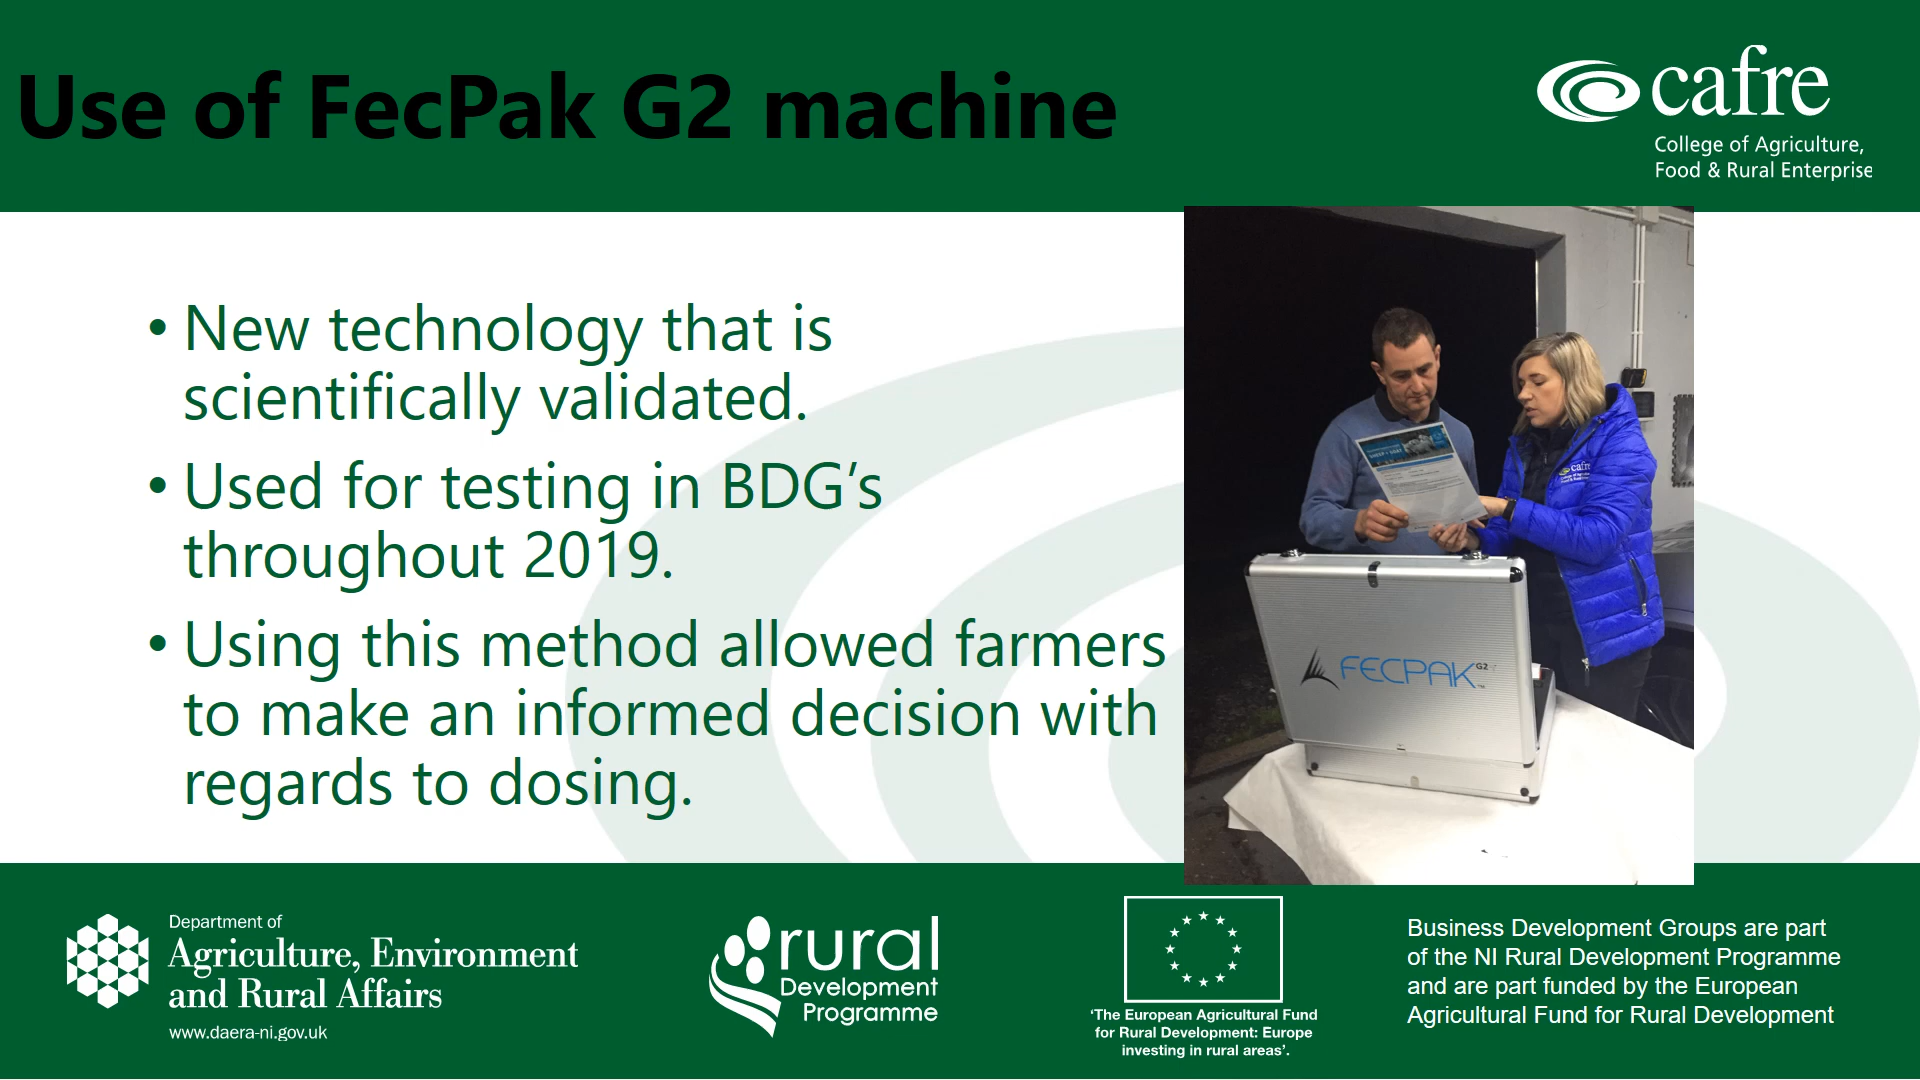 Use of FecPak G2 machine
cafre
College of Agriculture,
Food & Rural Enterprise
• New technology that is
scientifically validated.
• Used for testing in BDG’s
throughout 2019.
• Using this method allowed farmers
to make an informed decision with
regards to dosing.
SHEEP & GOAT
cafre
FECPAK G2 ™
Department of
Agriculture, Environment
and Rural Affairs
www.daera-ni.gov.uk
rural
Development
Programme
‘The European Agricultural Fund
for Rural Development: Europe
investing in rural areas’.
Business Development Groups are part
of the NI Rural Development Programme
and are part funded by the European
Agricultural Fund for Rural Development